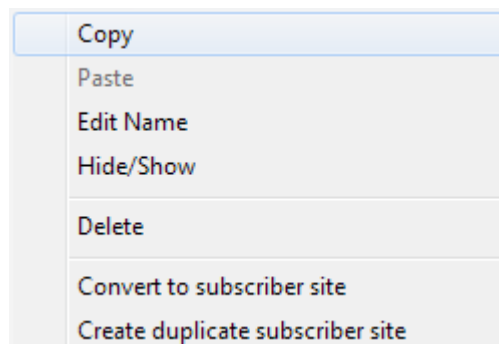 Copy
Paste
Edit Name
Hide/Show
Delete
Convert to subscriber site
Create duplicate subscriber site